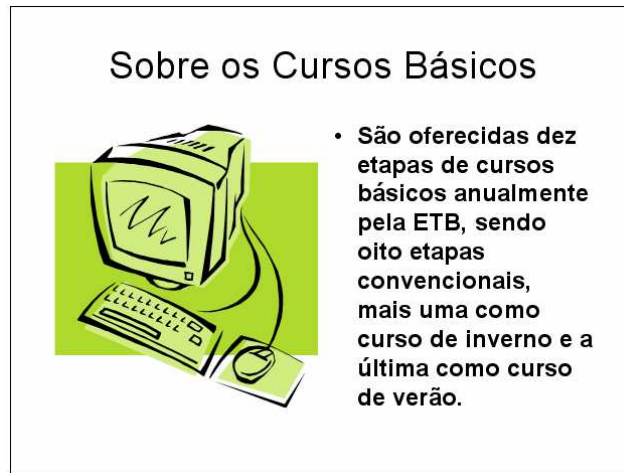 Sobre os Cursos Básicos
• São oferecidas dez
etapas de cursos
básicos anualmente
pela ETB, sendo
oito etapas
convencionais,
mais uma como
curso de inverno e a
última como curso
de verão.